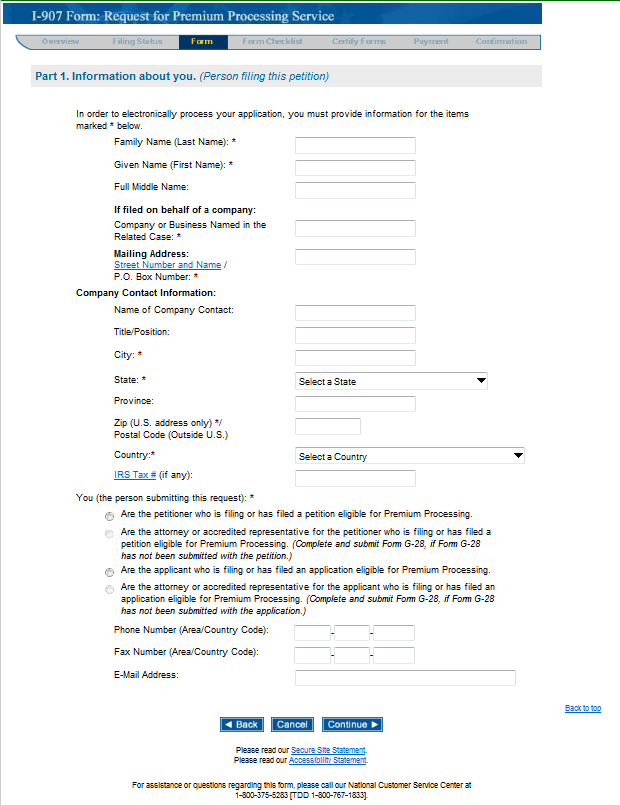 I-907 Form: Request for Premium Processing Service
Overview Filing Status Form Form Checklist Certify Forms Payment Confirmation
Part 1. Information about you. (Person filing this petition)
In order to electronically process your application, you must provide information for the items
marked * below.
Family Name (Last Name): *
Given Name (First Name): *
Full Middle Name:
If filed on behalf of a company:
Company or Business Named in the
Related Case: *
Mailing Address:
Street Number and Name /
P.O. Box Number: *
Company Contact Information:
Name of Company Contact:
Title/Position:
City: *
State: * Select a State
Province:
Zip (U.S. address only) */
Postal Code (Outside U.S.)
Country:* Select a Country
IRS Tax # (if any):
You (the person submitting this request): *
Are the petitioner who is filing or has filed a petition eligible for Premium Processing.
Are the attorney or accredited representative for the petitioner who is filing or has filed a
petition eligible for Premium Processing. (Complete and submit Form G-28, if Form G-28
has not been submitted with the petition.)
Are the applicant who is filing or has filed an application eligible for Premium Processing.
Are the attorney or accredited representative for the applicant who is filing or has filed an
application eligible for Premium Processing. (Complete and submit Form G-28, if Form G-28
has not been submitted with the application.)
Phone Number (Area/Country Code): - -
Fax Number (Area/Country Code): - -
E-Mail Address:
Back to top
Back Cancel Continue
Please read our Secure Site Statement.
Please read our Accessibility Statement.
For assistance or questions regarding this form, please call our National Customer Service Center at
1-800-375-5283 [TDD 1-800-767-1833].